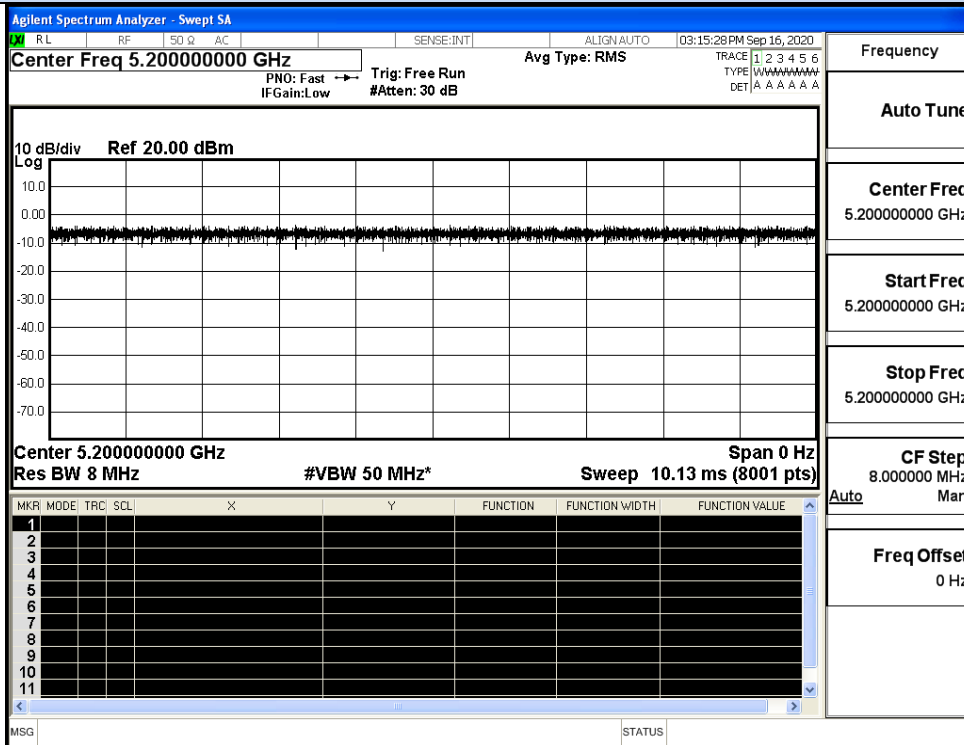 Agilent Spectrum Analyzer - Swept SA
LXI RL RF 50 Ω AC SENSE:INT ALIGN AUTO 03:15:28 PM Sep 16, 2020
Center Freq 5.200000000 GHz
PNO: Fast
IFGain:Low
Trig: Free Run
#Atten: 30 dB
Avg Type: RMS
TRACE 1 2 3 4 5 6
TYPE WWWWWW
DET A A A A A A
10 dB/div Ref 20.00 dBm
Log
10.0
0.00
-10.0
-20.0
-30.0
-40.0
-50.0
-60.0
-70.0
Center 5.200000000 GHz Span 0 Hz
Res BW 8 MHz #VBW 50 MHz* Sweep 10.13 ms (8001 pts)
MKR MODE TRC SCL X Y FUNCTION FUNCTION WIDTH FUNCTION VALUE
1
2
3
4
5
6
7
8
9
10
11
MSG STATUS
Frequency
Auto Tune
Center Freq
5.200000000 GHz
Start Freq
5.200000000 GHz
Stop Freq
5.200000000 GHz
CF Step
8.000000 MHz
Auto Man
Freq Offset
0 Hz